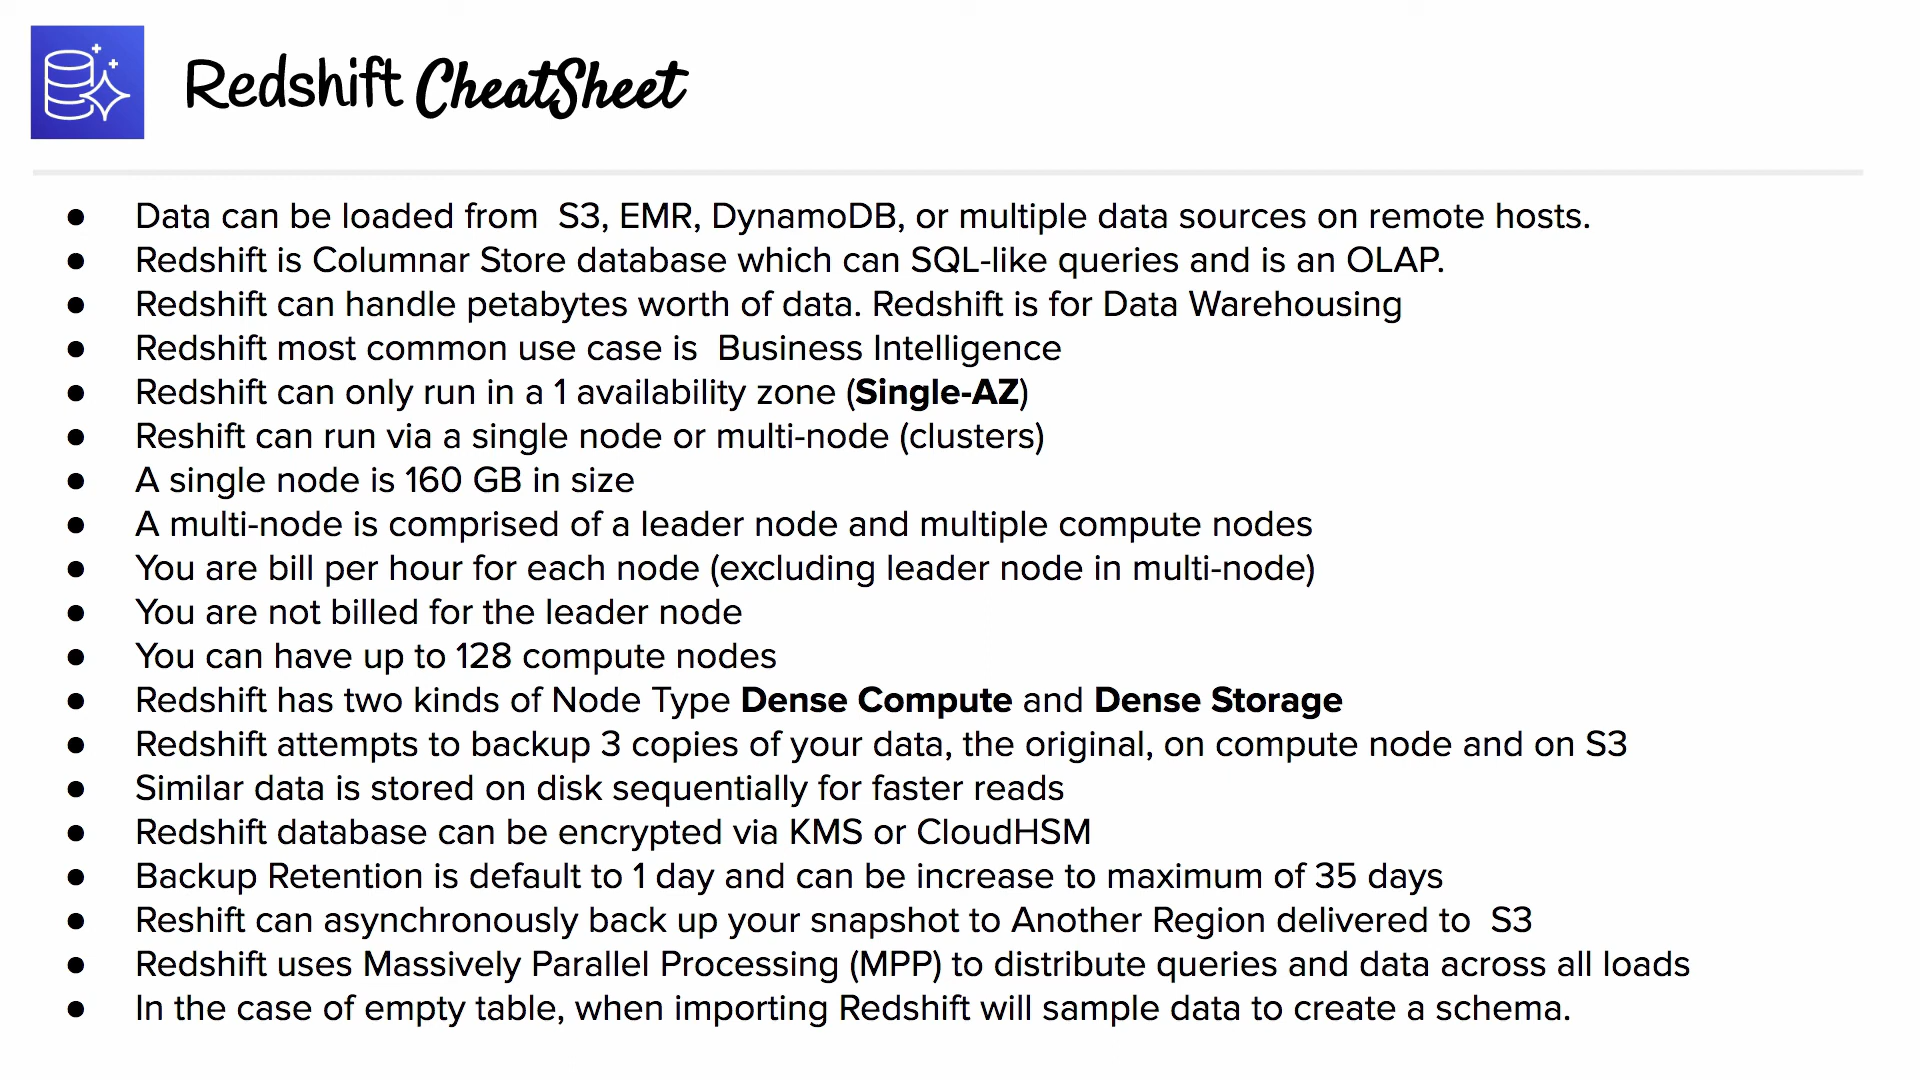 Redshift CheatSheet
● Data can be loaded from  S3, EMR, DynamoDB, or multiple data sources on remote hosts.
● Redshift is Columnar Store database which can SQL-like queries and is an OLAP.
● Redshift can handle petabytes worth of data. Redshift is for Data Warehousing
● Redshift most common use case is  Business Intelligence
● Redshift can only run in a 1 availability zone (Single-AZ)
● Reshift can run via a single node or multi-node (clusters)
● A single node is 160 GB in size
● A multi-node is comprised of a leader node and multiple compute nodes
● You are bill per hour for each node (excluding leader node in multi-node)
● You are not billed for the leader node
● You can have up to 128 compute nodes
● Redshift has two kinds of Node Type Dense Compute and Dense Storage
● Redshift attempts to backup 3 copies of your data, the original, on compute node and on S3
● Similar data is stored on disk sequentially for faster reads
● Redshift database can be encrypted via KMS or CloudHSM
● Backup Retention is default to 1 day and can be increase to maximum of 35 days
● Reshift can asynchronously back up your snapshot to Another Region delivered to  S3
● Redshift uses Massively Parallel Processing (MPP) to distribute queries and data across all loads
● In the case of empty table, when importing Redshift will sample data to create a schema.